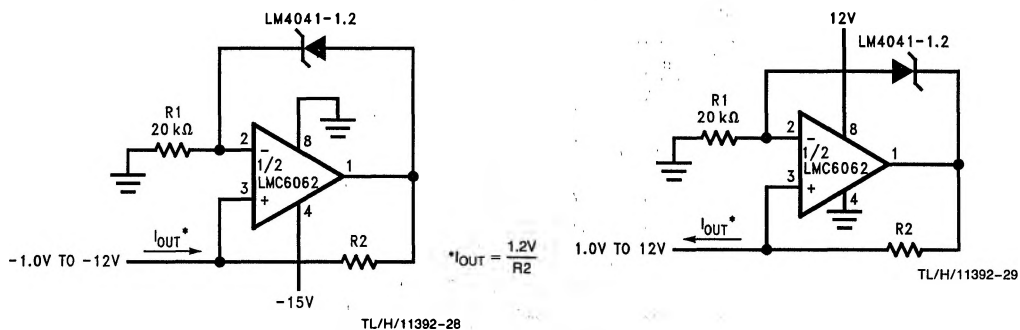 LM4041-1.2
R1
20 kΩ
2
8
−
1/2
LMC6062
1
3
+
4
IOUT*
R2
−1.0V TO −12V
−15V
TL/H/11392-28
*IOUT = 1.2V
R2
12V
LM4041-1.2
R1
20 kΩ
2
8
−
1/2
LMC6062
1
3
+
4
IOUT*
R2
1.0V TO 12V
TL/H/11392-29